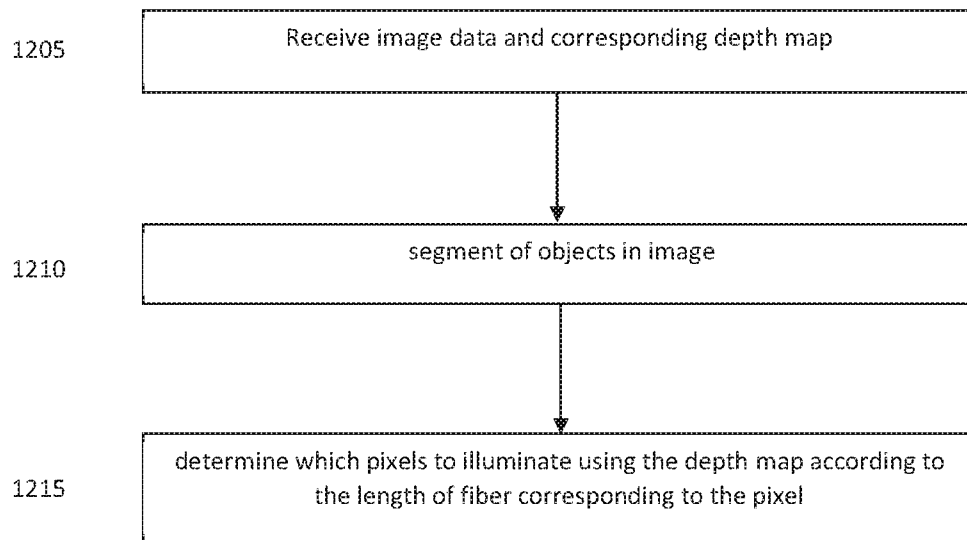 1205
Receive image data and corresponding depth map
1210
segment of objects in image
1215
determine which pixels to illuminate using the depth map according to
the length of fiber corresponding to the pixel